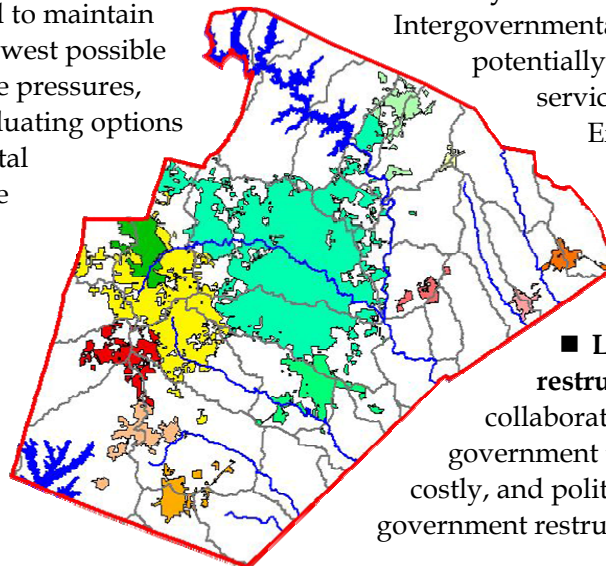 d to maintain
west possible
e pressures,
luating options
tal
e
Intergovernmenta
potentially
servic
E
■ L
restru
collaborat
government
costly, and polit
government restru